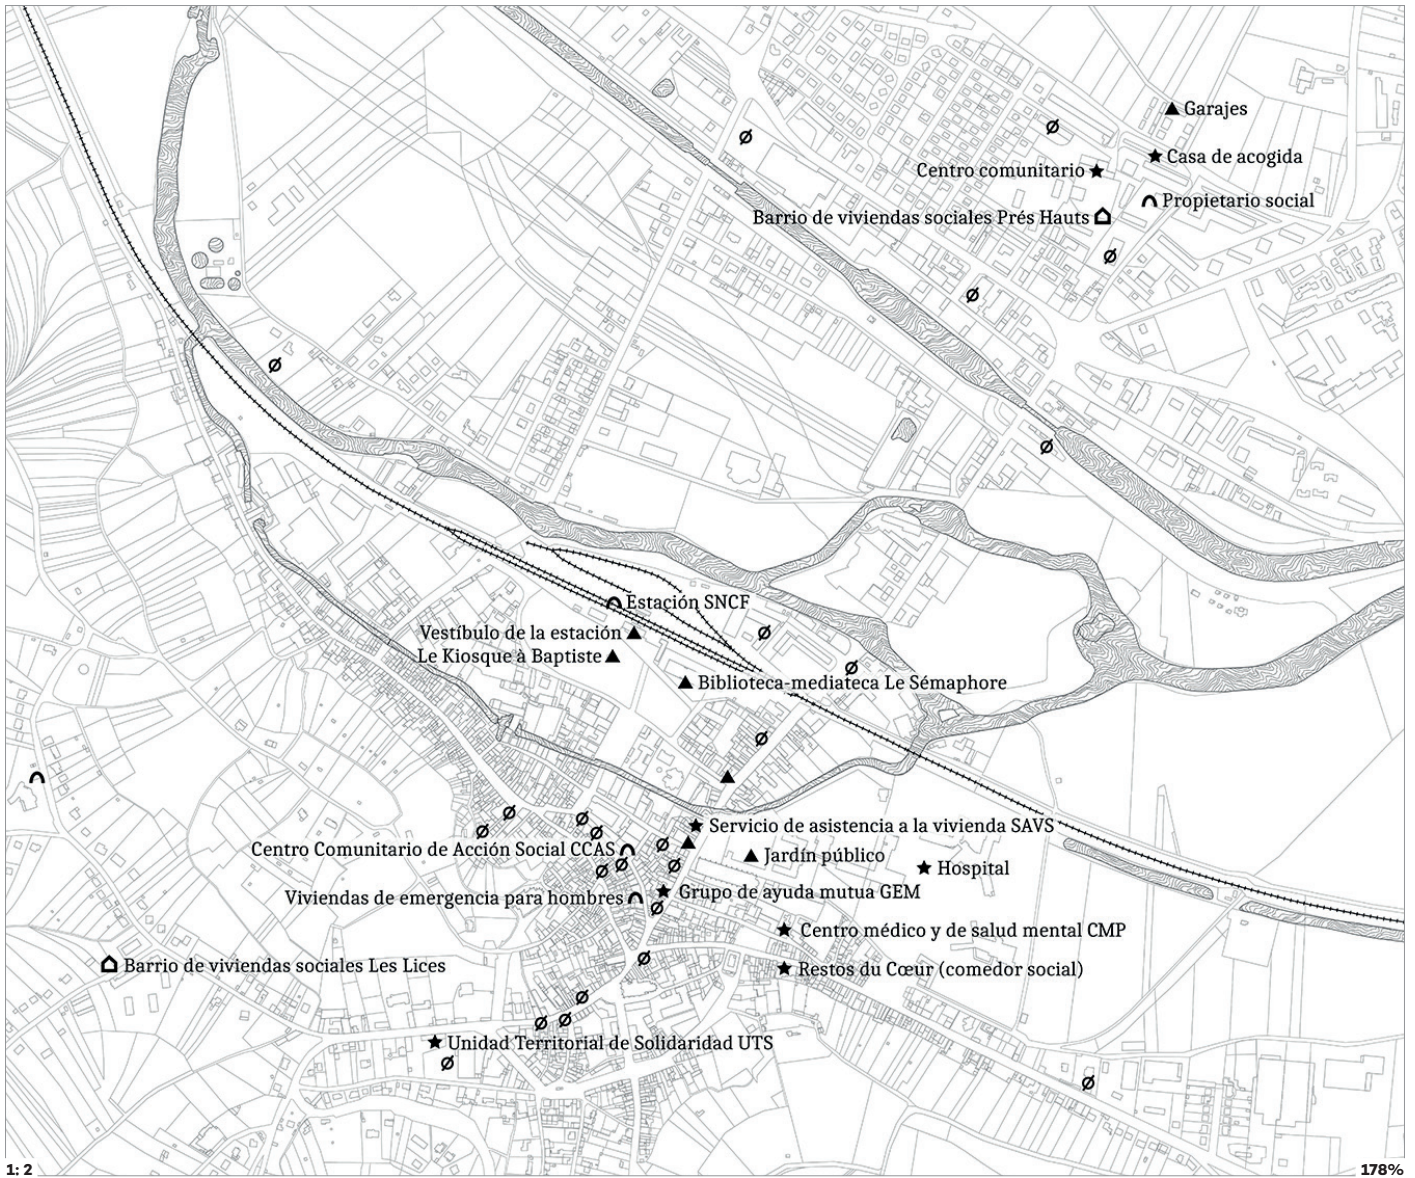 Garajes
Casa de acogida
Centro comunitario
Propietario social
Barrio de viviendas sociales Prés Hauts
Estación SNCF
Vestíbulo de la estación
Le Kiosque à Baptiste
Biblioteca-mediateca Le Sémaphore
Servicio de asistencia a la vivienda SAVS
Centro Comunitario de Acción Social CCAS
Jardín público
Hospital
Grupo de ayuda mutua GEM
Viviendas de emergencia para hombres
Centro médico y de salud mental CMP
Barrio de viviendas sociales Les Lices
Restos du Cœur (comedor social)
Unidad Territorial de Solidaridad UTS
1: 2
178%